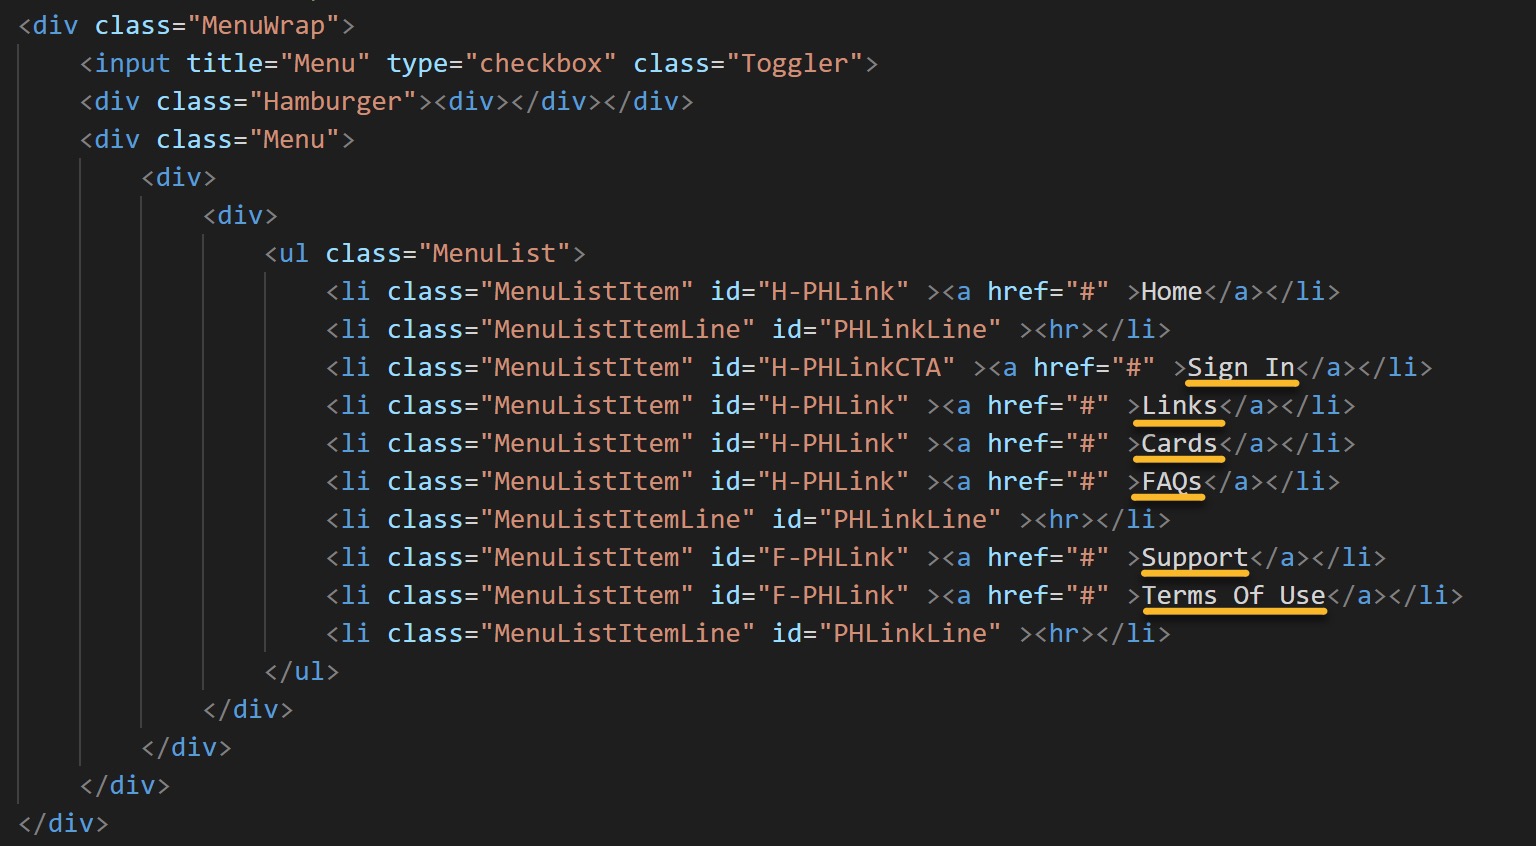 <div class="MenuWrap">
<input title="Menu" type="checkbox" class="Toggler">
<div class="Hamburger"><div></div></div>
<div class="Menu">
<div>
<div>
<ul class="MenuList">
<li class="MenuListItem" id="H-PHLink" ><a href="#" >Home</a></li>
<li class="MenuListItemLine" id="PHLinkLine" ><hr></li>
<li class="MenuListItem" id="H-PHLinkCTA" ><a href="#" >Sign In</a></li>
<li class="MenuListItem" id="H-PHLink" ><a href="#" >Links</a></li>
<li class="MenuListItem" id="H-PHLink" ><a href="#" >Cards</a></li>
<li class="MenuListItem" id="H-PHLink" ><a href="#" >FAQs</a></li>
<li class="MenuListItemLine" id="PHLinkLine" ><hr></li>
<li class="MenuListItem" id="F-PHLink" ><a href="#" >Support</a></li>
<li class="MenuListItem" id="F-PHLink" ><a href="#" >Terms Of Use</a></li>
<li class="MenuListItemLine" id="PHLinkLine" ><hr></li>
</ul>
</div>
</div>
</div>
</div>